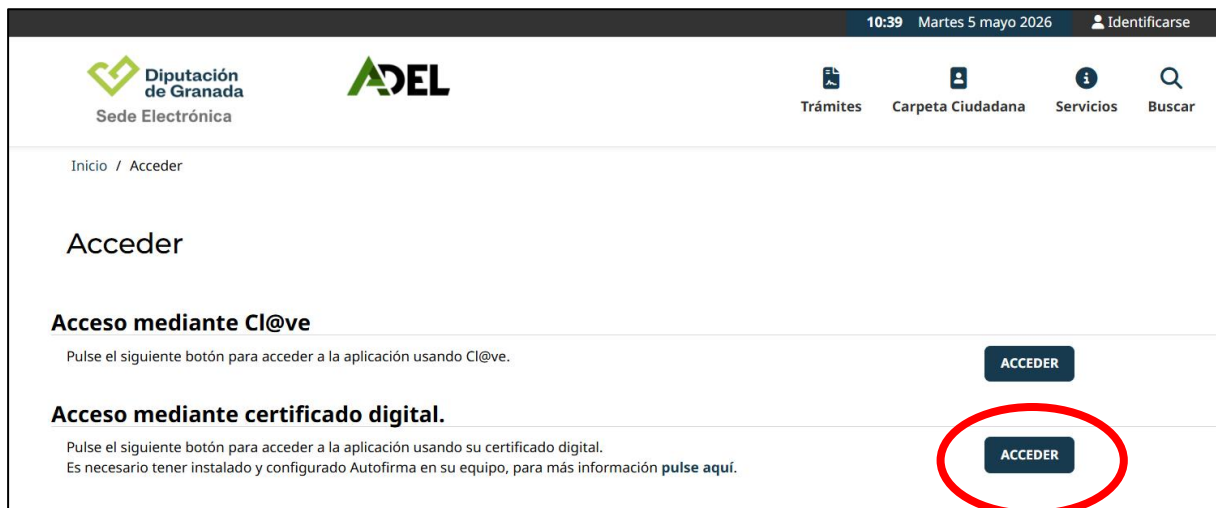 10:39 Martes 5 mayo 2026 Identificarse
Diputación
de Granada
Sede Electrónica
ADEL
Trámites Carpeta Ciudadana Servicios Buscar
Inicio / Acceder
Acceder
Acceso mediante Cl@ve
Pulse el siguiente botón para acceder a la aplicación usando Cl@ve.
ACCEDER
Acceso mediante certificado digital.
Pulse el siguiente botón para acceder a la aplicación usando su certificado digital.
Es necesario tener instalado y configurado Autofirma en su equipo, para más información pulse aquí.
ACCEDER